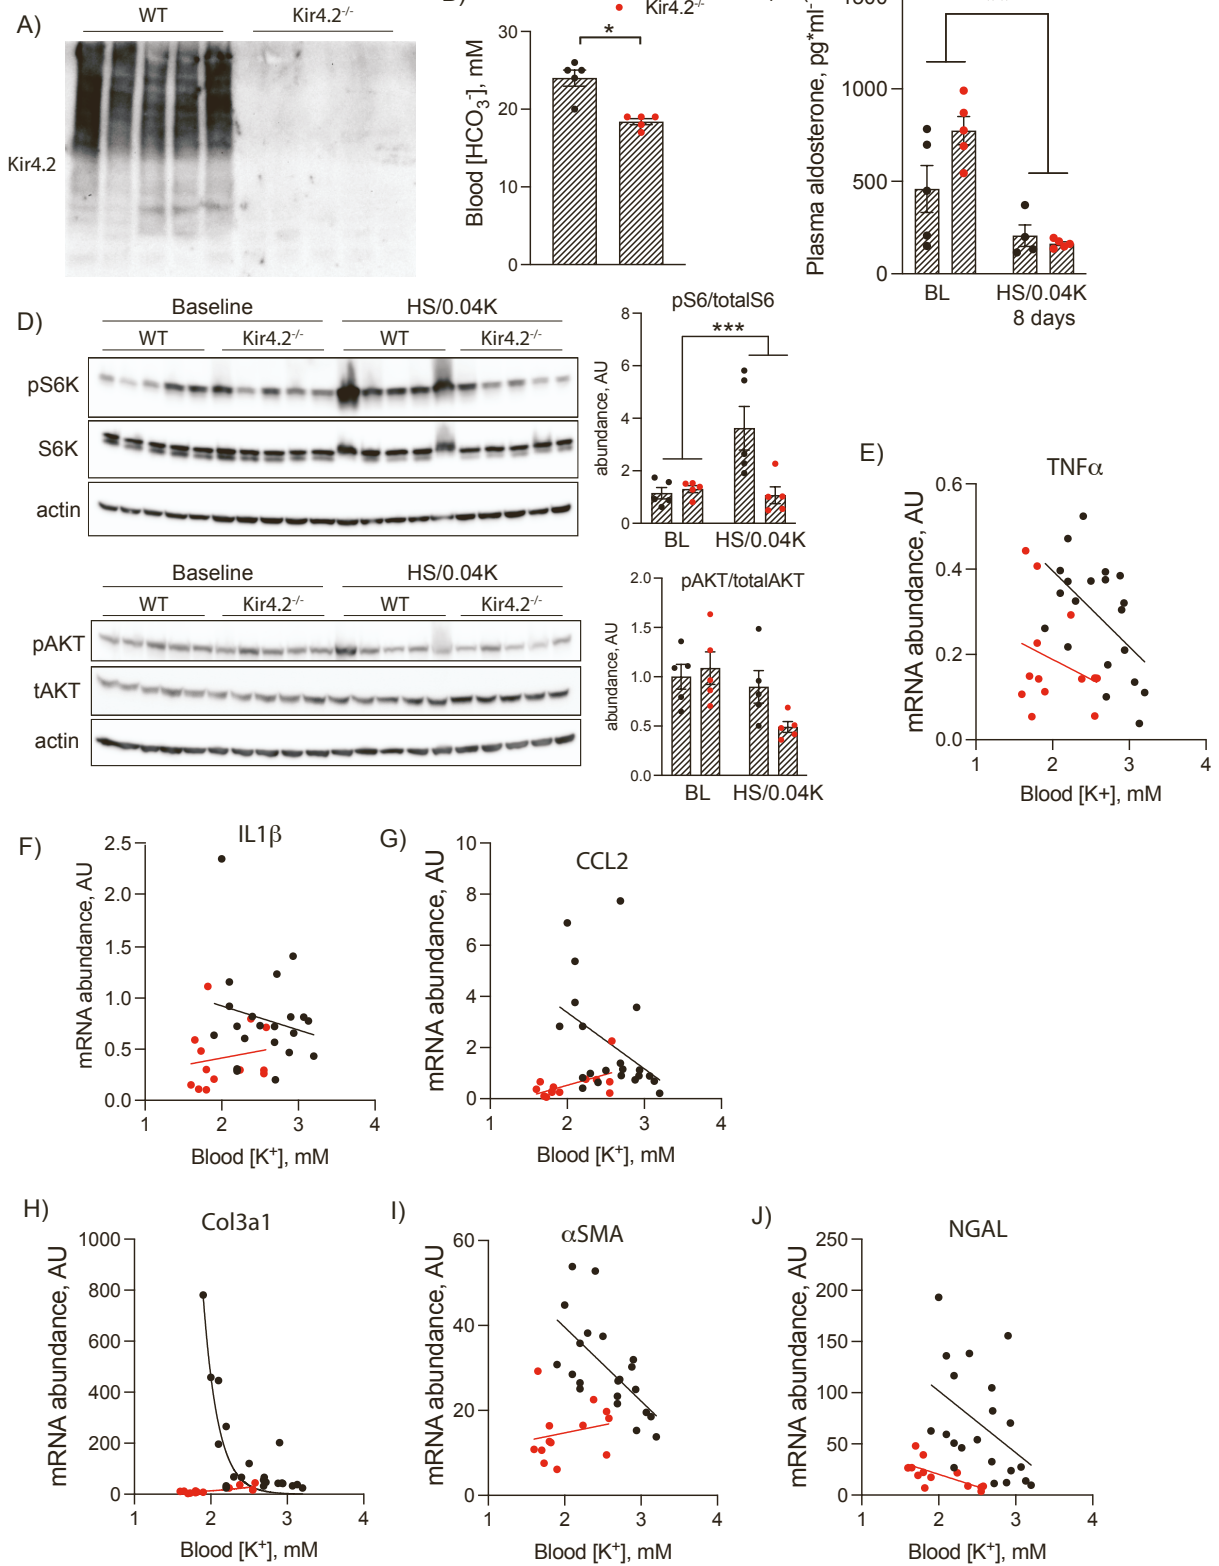 A)
WT
Kir4.2-/-
Kir4.2
Kir4.2-/-
*
Blood [HCO3-], mM
30
20
10
0
Plasma aldosterone, pg*ml-1
1000
500
0
BL
HS/0.04K
8 days
D)
Baseline
HS/0.04K
WT
Kir4.2-/-
WT
Kir4.2-/-
pS6K
S6K
actin
pS6/totalS6
***
abundance, AU
8
6
4
2
0
BL
HS/0.04K
Baseline
HS/0.04K
WT
Kir4.2-/-
WT
Kir4.2-/-
pAKT
tAKT
actin
pAKT/totalAKT
abundance, AU
2.0
1.5
1.0
0.5
0.0
BL
HS/0.04K
E)
TNFα
mRNA abundance, AU
0.6
0.4
0.2
0.0
1
2
3
4
Blood [K+], mM
F)
IL1β
mRNA abundance, AU
2.5
2.0
1.5
1.0
0.5
0.0
1
2
3
4
Blood [K+], mM
G)
CCL2
mRNA abundance, AU
10
8
6
4
2
0
1
2
3
4
Blood [K+], mM
H)
Col3a1
mRNA abundance, AU
1000
800
600
400
200
0
1
2
3
4
Blood [K+], mM
I)
αSMA
mRNA abundance, AU
60
40
20
0
1
2
3
4
Blood [K+], mM
J)
NGAL
mRNA abundance, AU
250
200
150
100
50
0
1
2
3
4
Blood [K+], mM